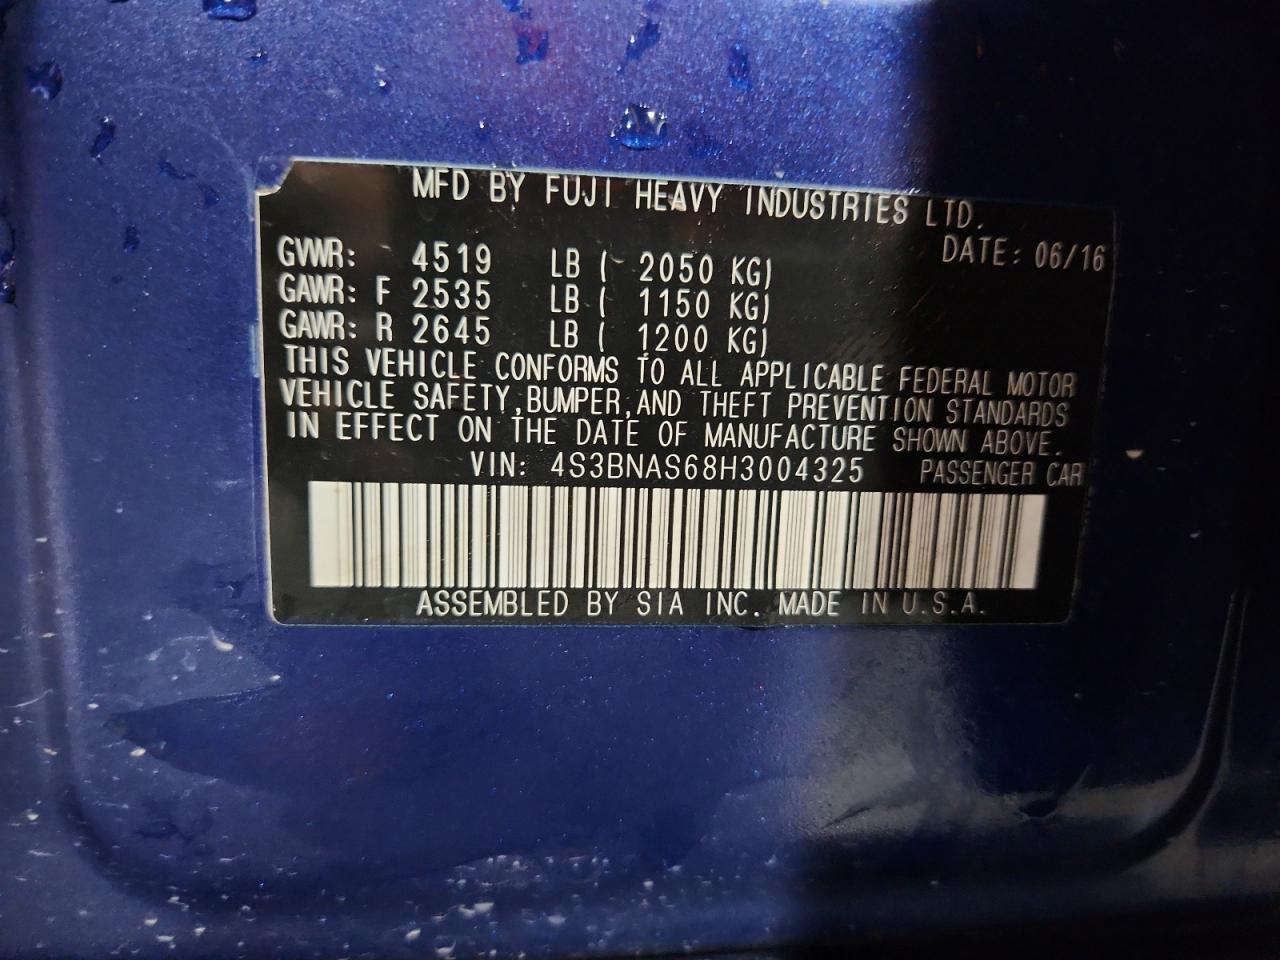 MFD BY FUJI HEAVY INDUSTRIES LTD.
DATE: 06/16
GVWR: 4519 LB ( 2050 KG)
GAWR: F 2535 LB ( 1150 KG)
GAWR: R 2645 LB ( 1200 KG)
THIS VEHICLE CONFORMS TO ALL APPLICABLE FEDERAL MOTOR
VEHICLE SAFETY,BUMPER,AND THEFT PREVENTION STANDARDS
IN EFFECT ON THE DATE OF MANUFACTURE SHOWN ABOVE.
VIN: 4S3BNAS68H3004325 PASSENGER CAR
ASSEMBLED BY SIA INC. MADE IN U.S.A.